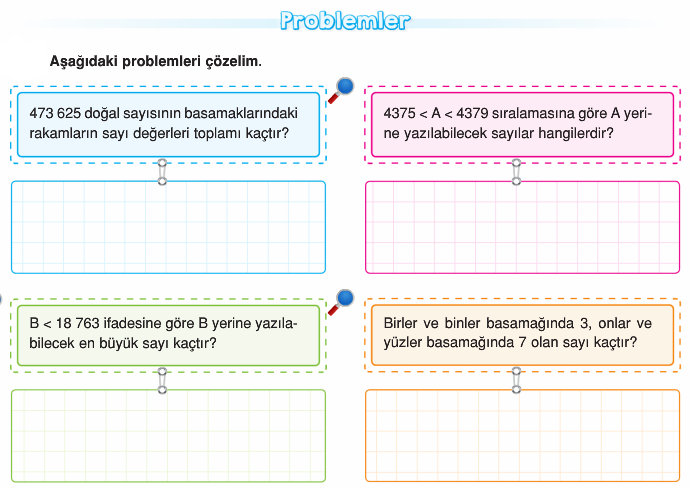 Problemler
Aşağıdaki problemleri çözelim.
473 625 doğal sayısının basamaklarındaki
rakamların sayı değerleri toplamı kaçtır?
4375 < A < 4379 sıralamasına göre A yeri-
ne yazılabilecek sayılar hangilerdir?
B < 18 763 ifadesine göre B yerine yazıla-
bilecek en büyük sayı kaçtır?
Birler ve binler basamağında 3, onlar ve
yüzler basamağında 7 olan sayı kaçtır?